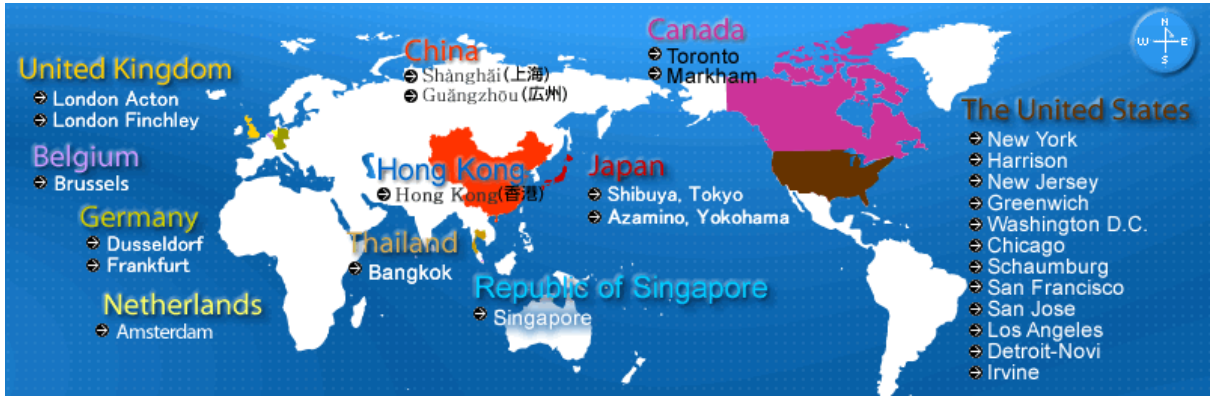 United Kingdom
London Acton
London Finchley
Belgium
Brussels
Germany
Dusseldorf
Frankfurt
Netherlands
Amsterdam
China
Shànghǎi(上海)
Guǎngzhōu(広州)
Hong Kong
Hong Kong(香港)
Thailand
Bangkok
Japan
Shibuya, Tokyo
Azamino, Yokohama
Republic of Singapore
Singapore
Canada
Toronto
Markham
The United States
New York
Harrison
New Jersey
Greenwich
Washington D.C.
Chicago
Schaumburg
San Francisco
San Jose
Los Angeles
Detroit-Novi
Irvine
N
W E
S